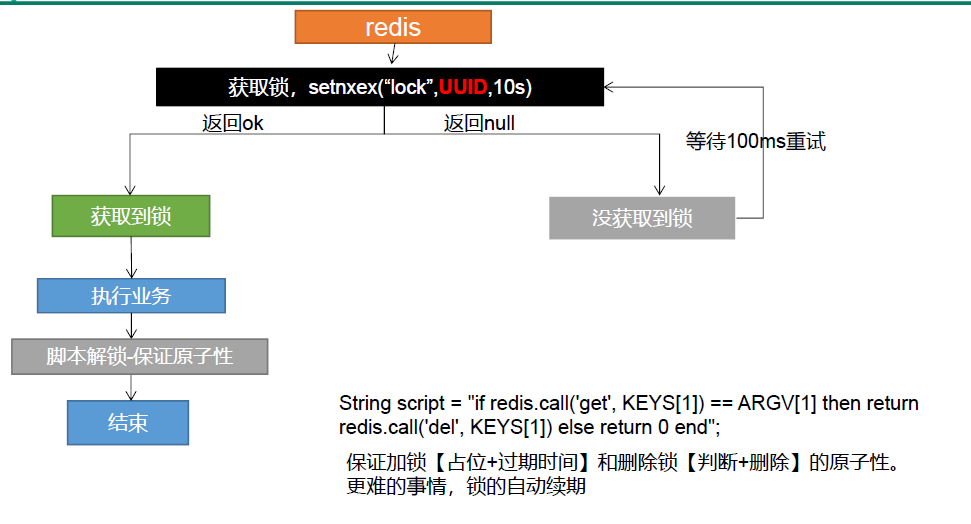 redis
获取锁，setnxex(“lock”,UUID,10s)
返回ok
返回null
等待100ms重试
获取到锁
没获取到锁
执行业务
脚本解锁-保证原子性
结束
String script = "if redis.call('get', KEYS[1]) == ARGV[1] then return
redis.call('del', KEYS[1]) else return 0 end";
保证加锁【占位+过期时间】和删除锁【判断+删除】的原子性。
更难的事情，锁的自动续期